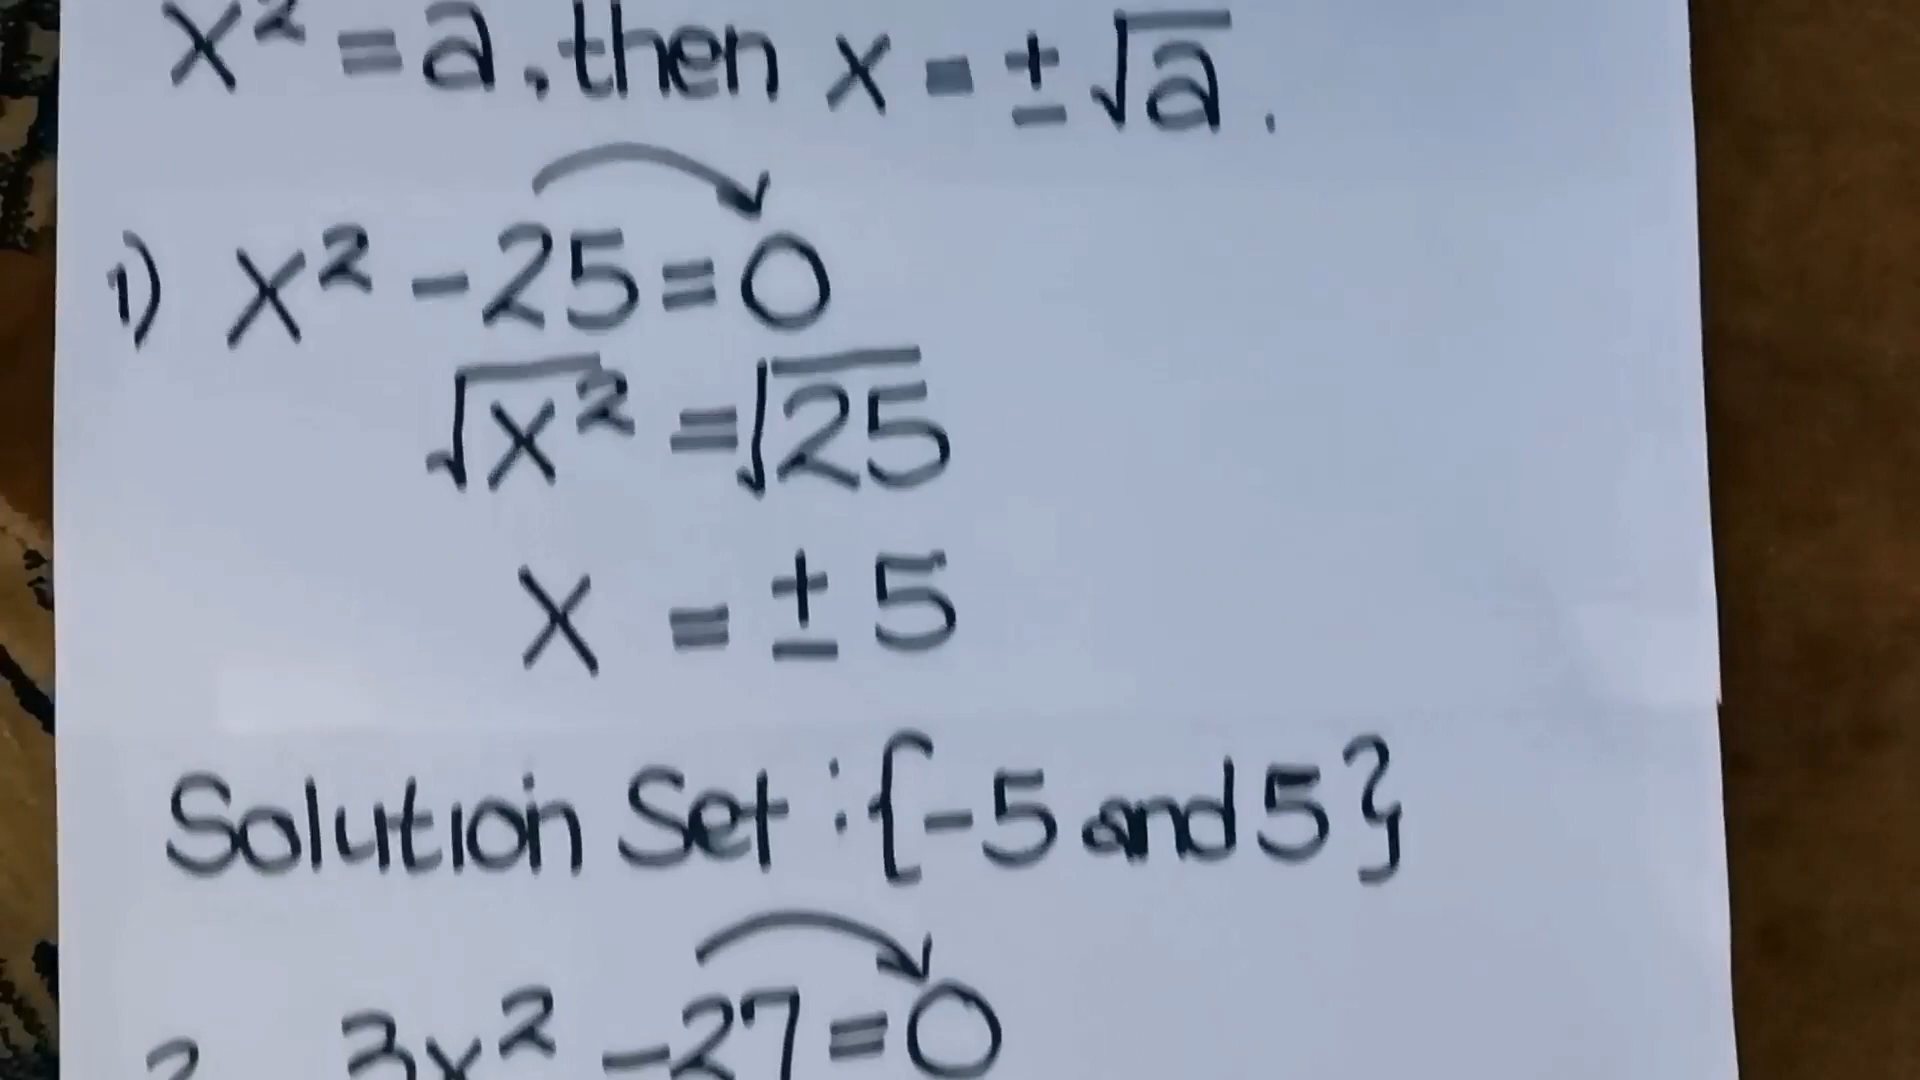 x² = a, then x = ±√a.
1) x² - 25 = 0
√x² = √25
x = ± 5
Solution Set : {-5 and 5}
3x² - 27 = 0